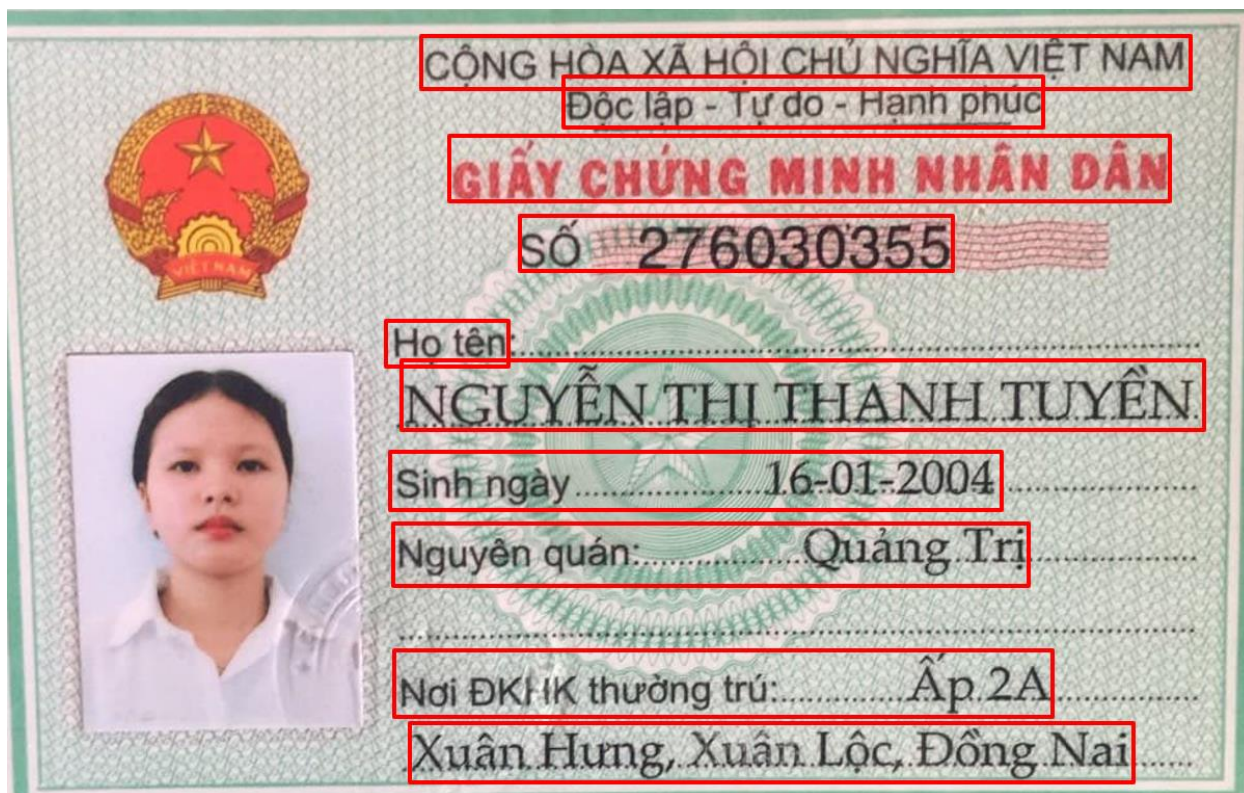 CỘNG HÒA XÃ HỘI CHỦ NGHĨA VIỆT NAM
Độc lập - Tự do - Hạnh phúc
GIẤY CHỨNG MINH NHÂN DÂN
SỐ 276030355
VIỆT NAM
Họ tên:
NGUYỄN THỊ THANH TUYỀN
Sinh ngày 16-01-2004
Nguyên quán: Quảng Trị
Nơi ĐKHK thường trú: Ấp 2A
Xuân Hưng, Xuân Lộc, Đồng Nai